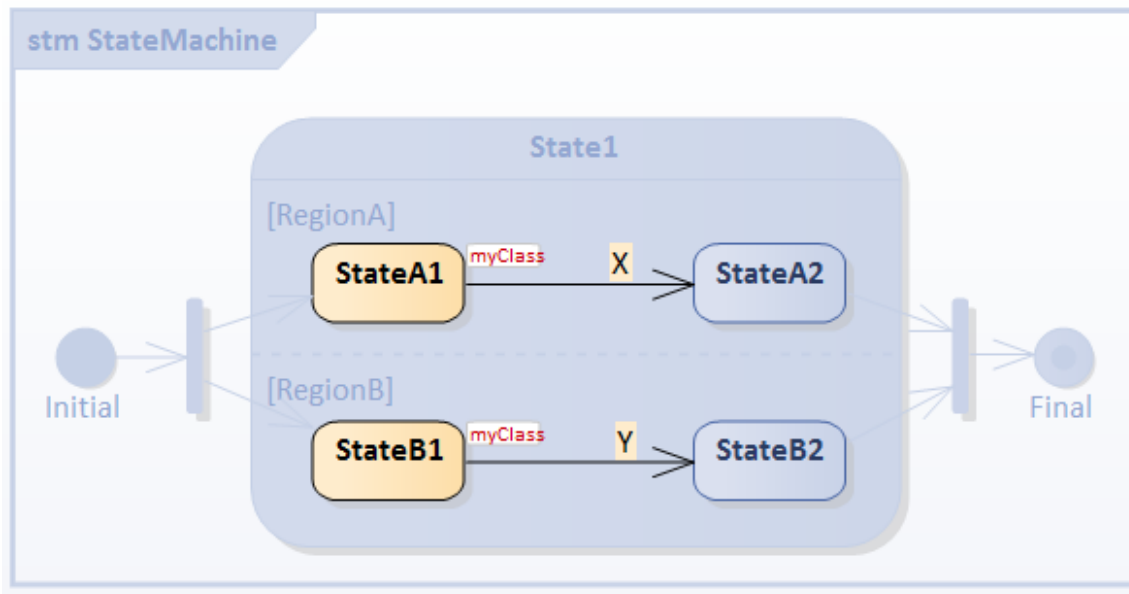 stm StateMachine
State1
[RegionA]
StateA1
myClass
X
StateA2
Initial
[RegionB]
StateB1
myClass
Y
StateB2
Final